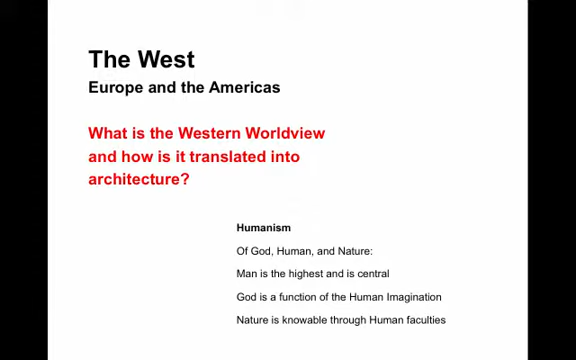 The West
Europe and the Americas
What is the Western Worldview
and how is it translated into
architecture?
Humanism
Of God, Human, and Nature:
Man is the highest and is central
God is a function of the Human Imagination
Nature is knowable through Human faculties